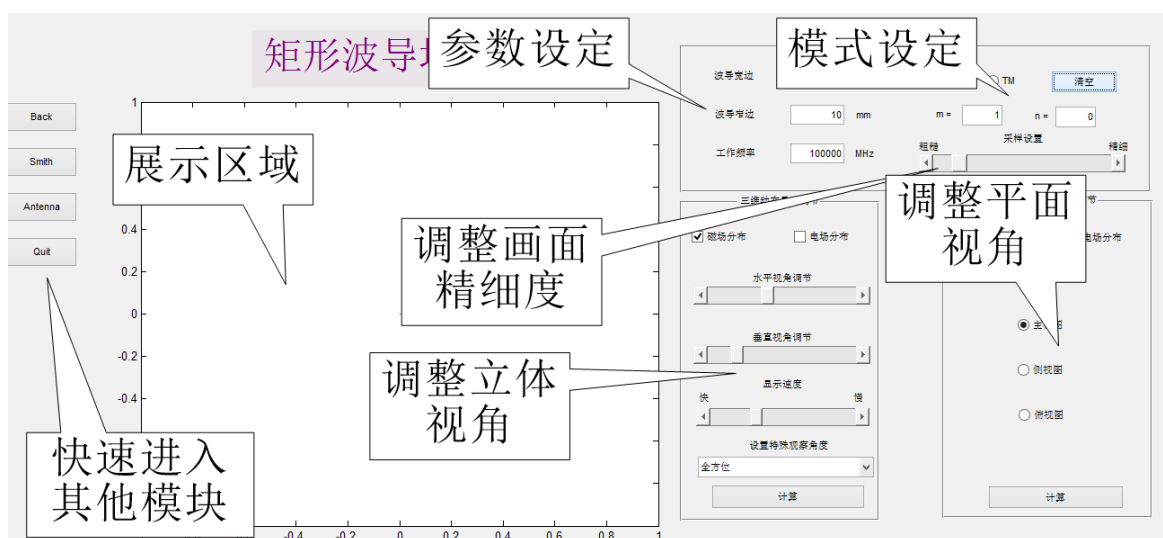 矩形波导
参数设定
模式设定
波导宽边
TM
清空
Back
波导窄边
10 mm
m = 1
n = 0
Smith
工作频率
100000 MHz
采样设置
粗糙
精细
展示区域
Antenna
Quit
调整平面
视角
调整画面
精细度
磁场分布
电场分布
电场分布
水平视角调节
垂直视角调节
主
侧视图
俯视图
调整立体
视角
显示速度
快
慢
设置特殊观察角度
全方位
计算
计算
快速进入
其他模块
1
0.4
0.2
0
-0.2
-0.4
-0.4
-0.2
0
0.2
0.4
0.6
0.8
1